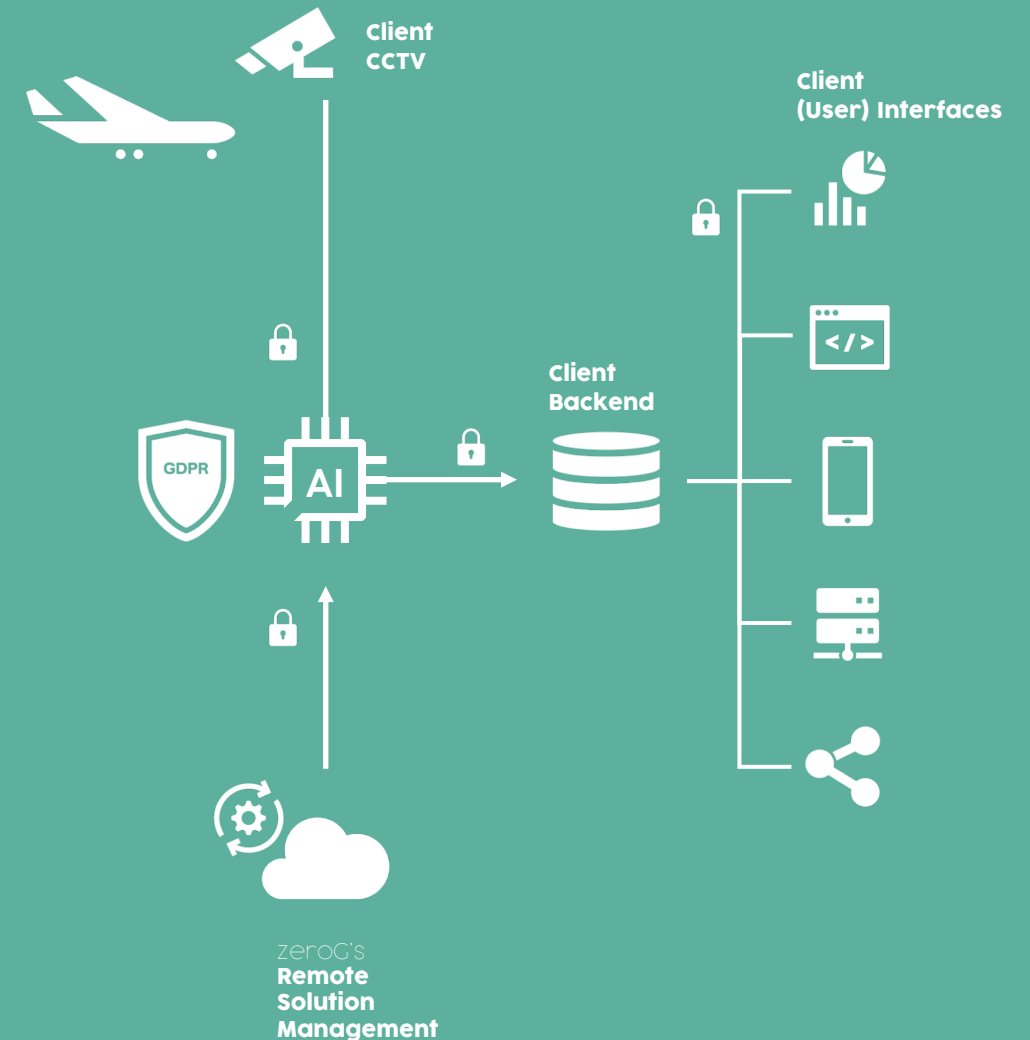 Client
CCTV
Client
(User) Interfaces
</>
Client
Backend
GDPR
AI
zeroG's
Remote
Solution
Management